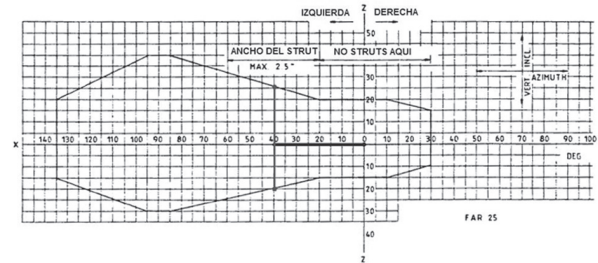 Z
IZQUIERDA DERECHA
50
ANCHO DEL STRUT NO STRUTS AQUI
MAX. 2.5"
VERT. INCL.
AZIMUTH
30
20
10
X 140 130 120 110 100 90 80 70 60 50 40 30 20 10 0 10 20 30 40 50 60 70 80 90 100
DEG
10
20
30
FAR 25
40
Z